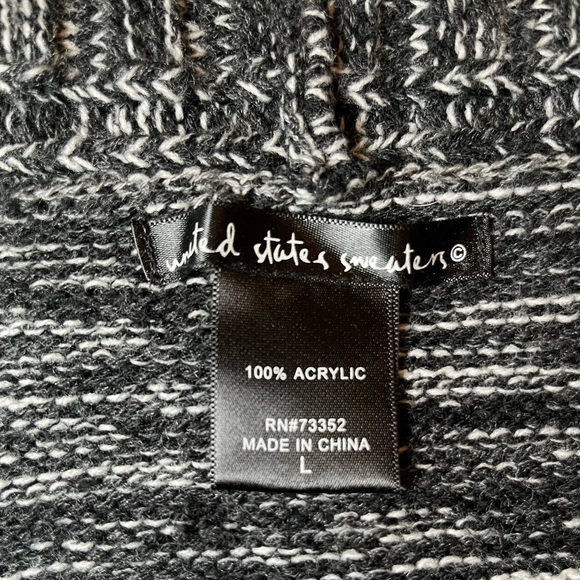 united states sweaters©
100% ACRYLIC
RN#73352
MADE IN CHINA
L